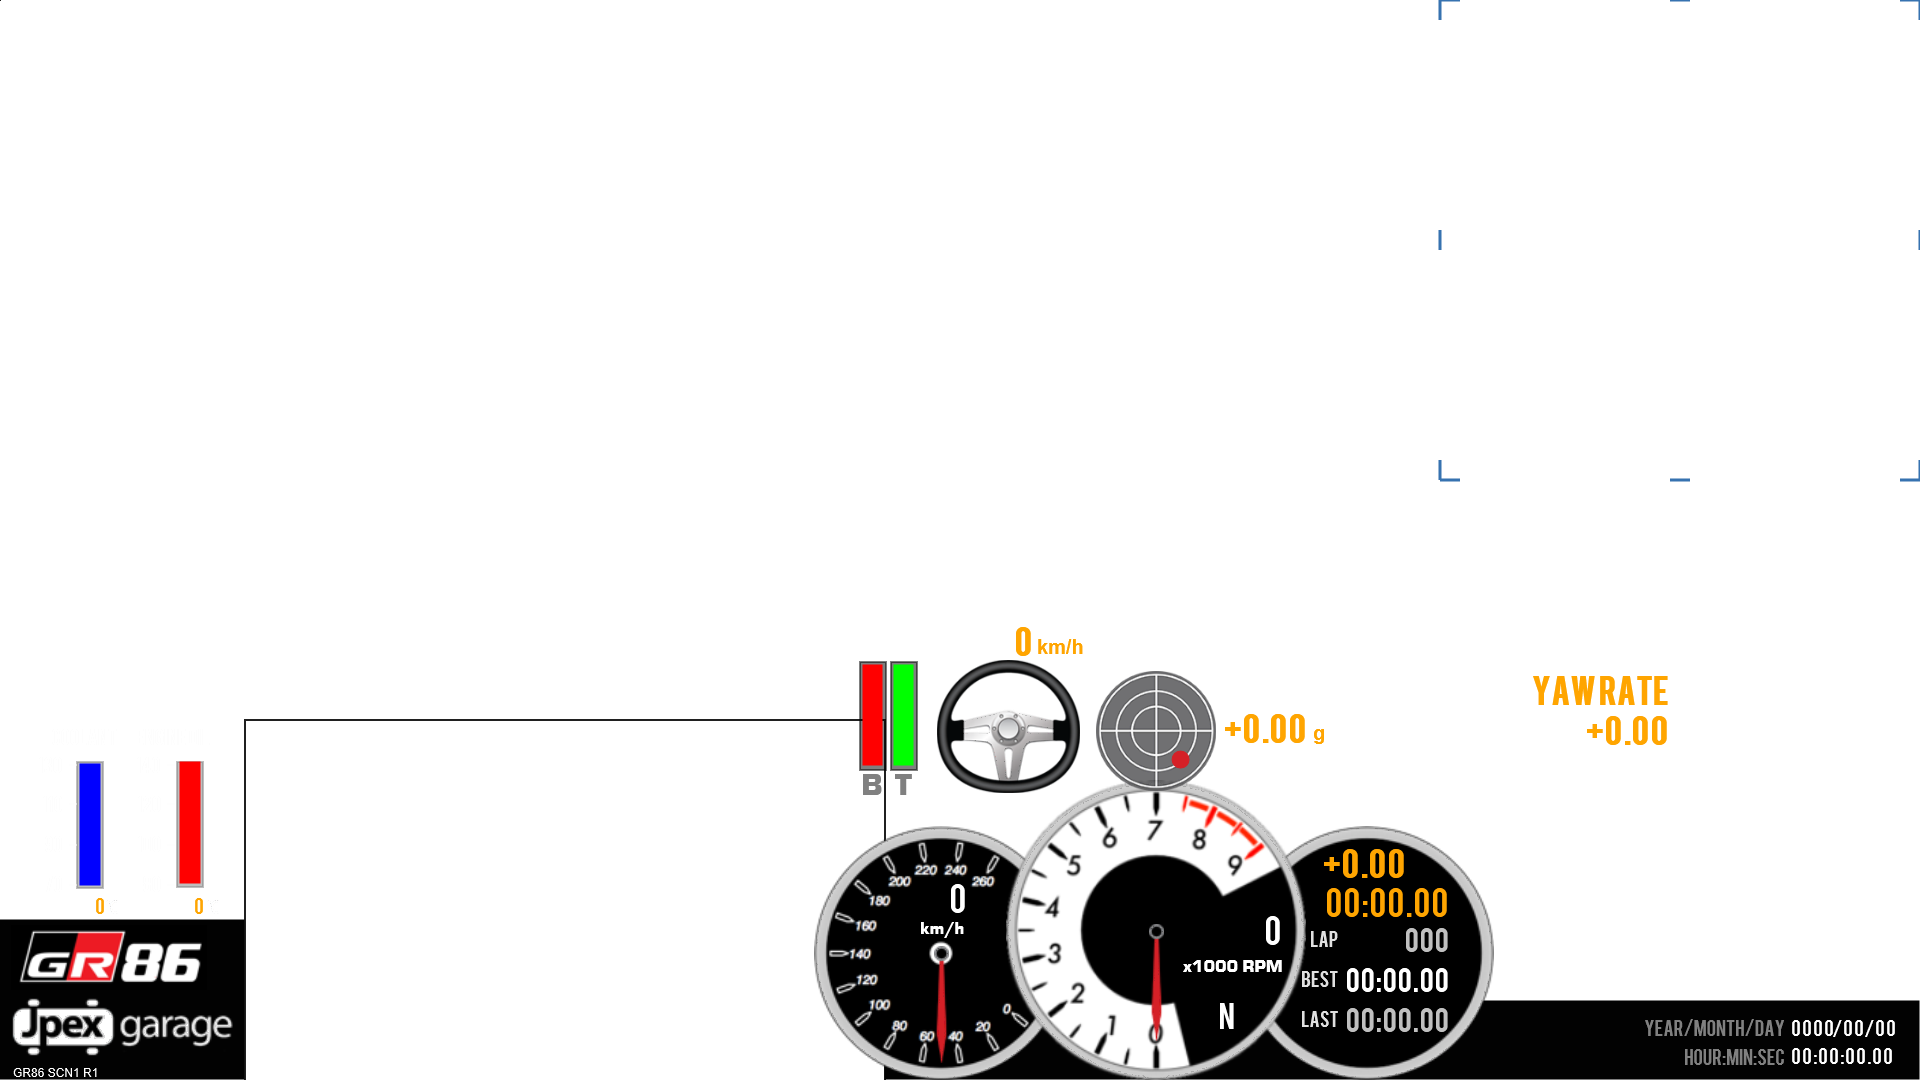 0 km/h
YAWRATE
+0.00
+0.00 g
B T
0 0
GR 86
Jpex garage
GR86 SCN1 R1
0 20 40 60 80 100 120 140 160 180 200 220 240 260
0
km/h
0 1 2 3 4 5 6 7 8 9
0
x1000 RPM
N
+0.00
00:00.00
LAP 000
BEST 00:00.00
LAST 00:00.00
YEAR/MONTH/DAY 0000/00/00
HOUR:MIN:SEC 00:00:00.00